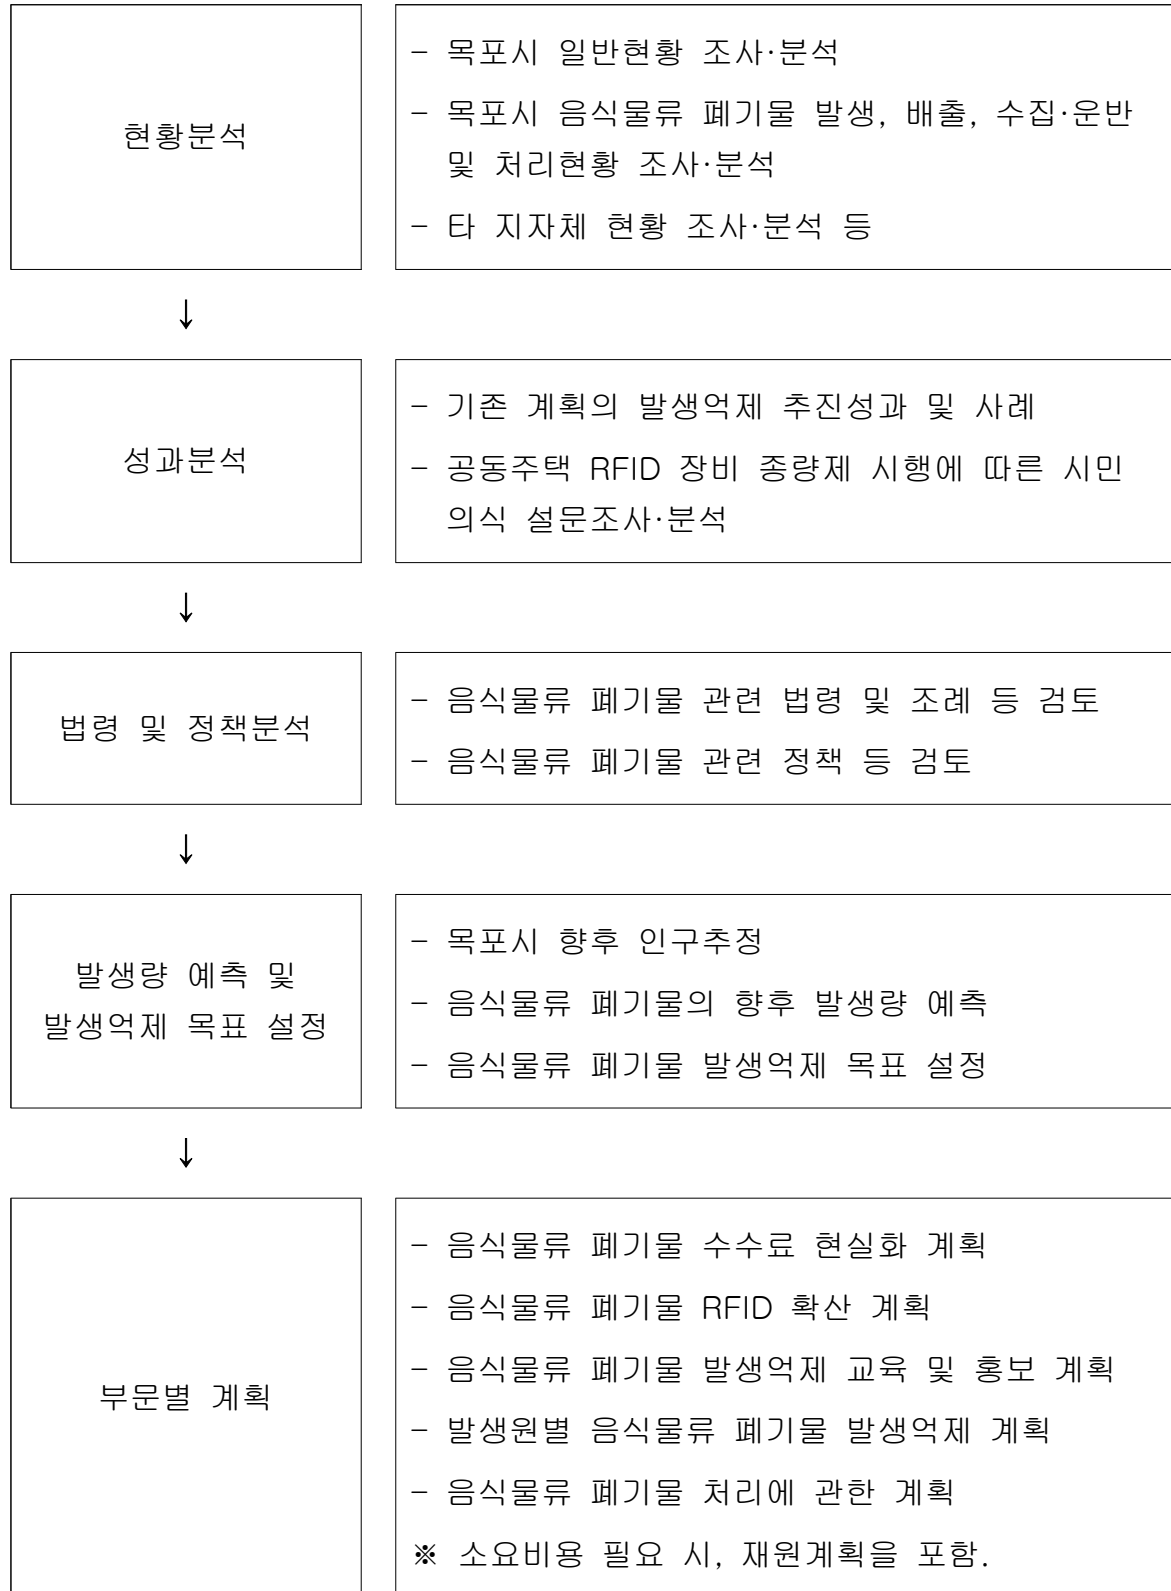 현황분석
- 목포시 일반현황 조사·분석
- 목포시 음식물류 폐기물 발생, 배출, 수집·운반
및 처리현황 조사·분석
- 타 지자체 현황 조사·분석 등
↓
성과분석
- 기존 계획의 발생억제 추진성과 및 사례
- 공동주택 RFID 장비 종량제 시행에 따른 시민
의식 설문조사·분석
↓
법령 및 정책분석
- 음식물류 폐기물 관련 법령 및 조례 등 검토
- 음식물류 폐기물 관련 정책 등 검토
↓
발생량 예측 및
발생억제 목표 설정
- 목포시 향후 인구추정
- 음식물류 폐기물의 향후 발생량 예측
- 음식물류 폐기물 발생억제 목표 설정
↓
부문별 계획
- 음식물류 폐기물 수수료 현실화 계획
- 음식물류 폐기물 RFID 확산 계획
- 음식물류 폐기물 발생억제 교육 및 홍보 계획
- 발생원별 음식물류 폐기물 발생억제 계획
- 음식물류 폐기물 처리에 관한 계획
※ 소요비용 필요 시, 재원계획을 포함.